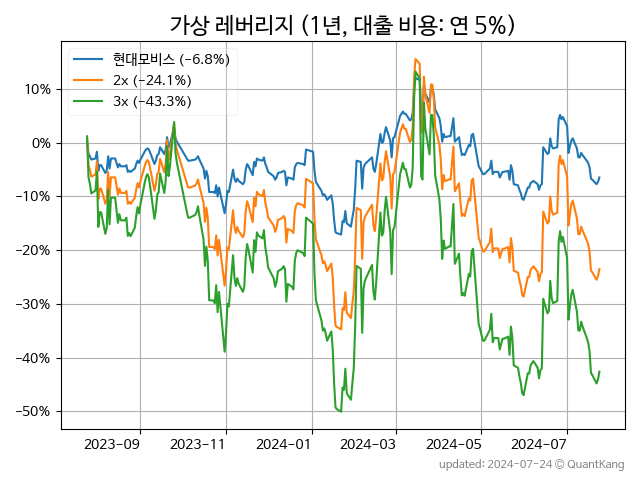 가상 레버리지 (1년, 대출 비용: 연 5%)
현대모비스 (−6.8%)
2x (−24.1%)
3x (−43.3%)
10%
0%
−10%
−20%
−30%
−40%
−50%
2023-09 2023-11 2024-01 2024-03 2024-05 2024-07
updated: 2024-07-24 © QuantKang